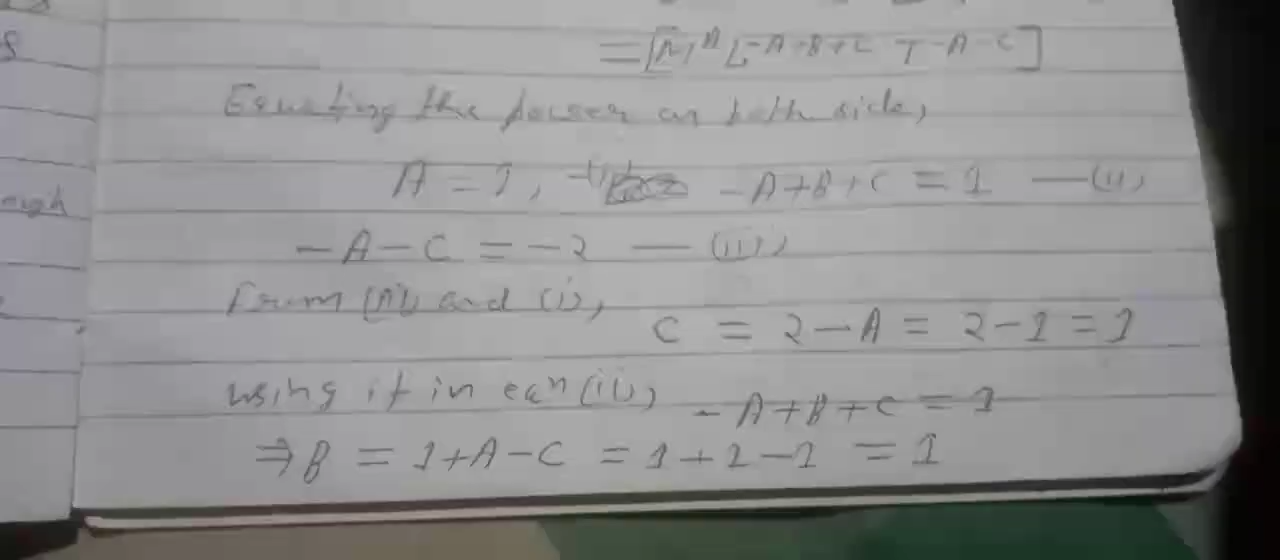 = [M^A L^-A+B+C T^-A-C]
Equating the power on both side,
A = 1, -A+B+C = 1 —(ii)
-A-C = -2 —(iii)
From (iii) and (i),
C = 2-A = 2-1 = 1
using it in eqn (ii), -A+B+C = 1
⇒ B = 1+A-C = 1+1-1 = 1